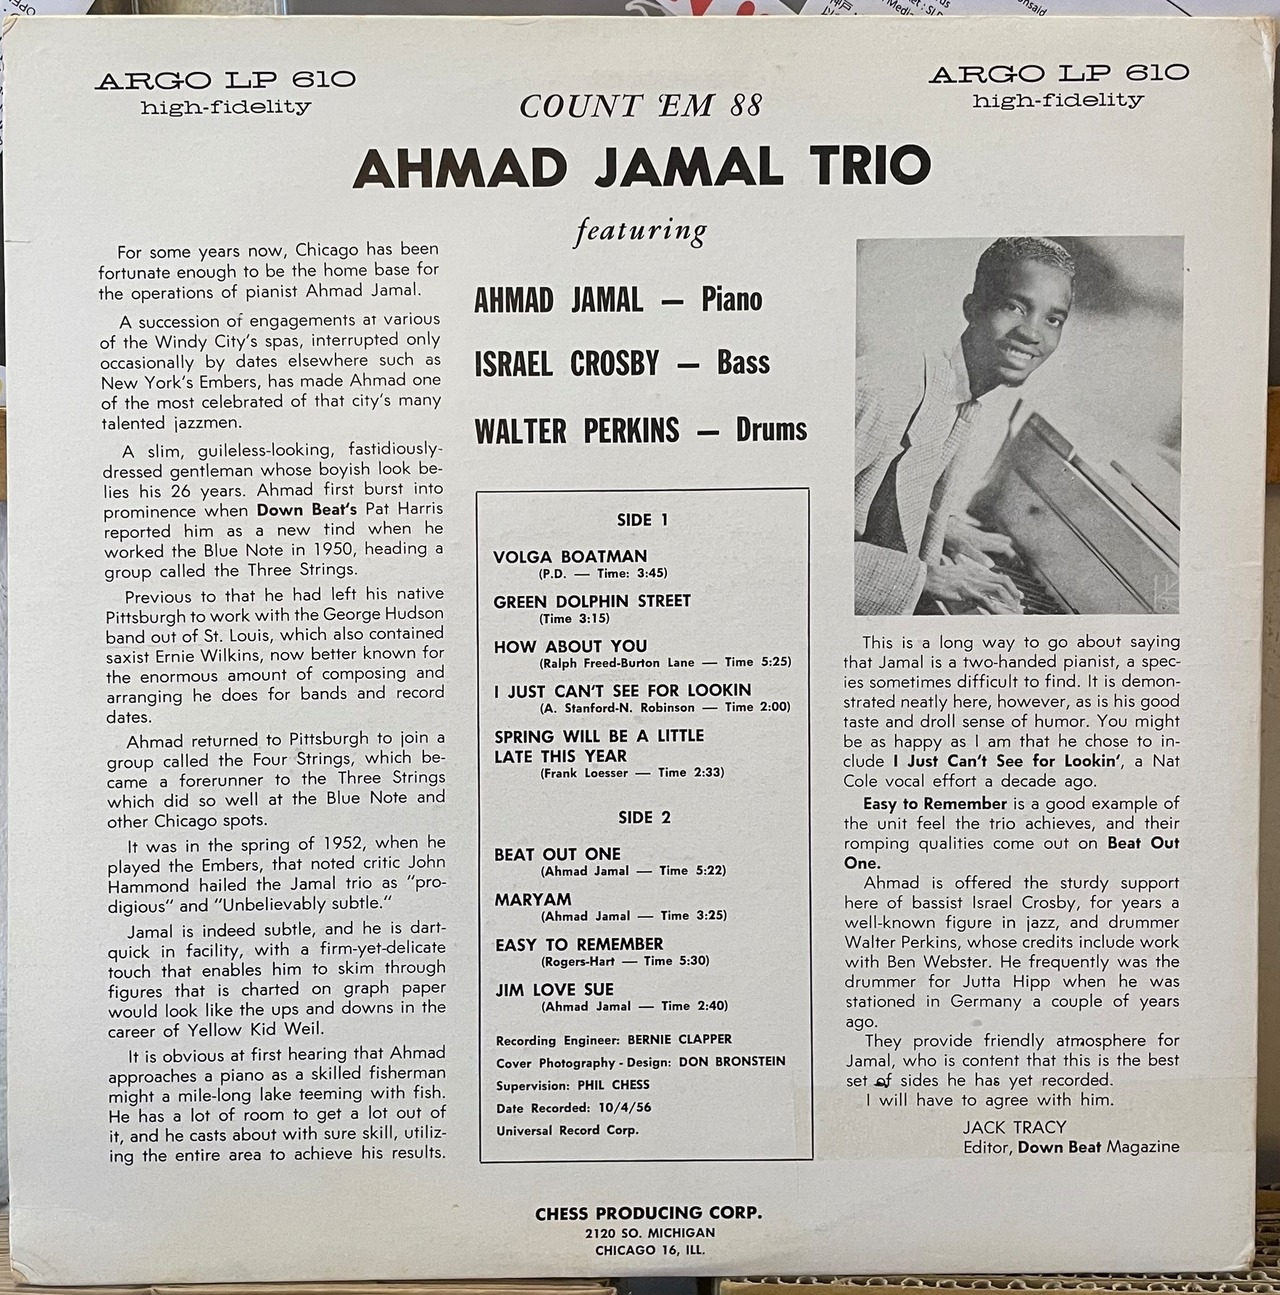 ARGO LP 610
high-fidelity
ARGO LP 610
high-fidelity
COUNT 'EM 88
AHMAD JAMAL TRIO
featuring
AHMAD JAMAL — Piano
ISRAEL CROSBY — Bass
WALTER PERKINS — Drums
For some years now, Chicago has been
fortunate enough to be the home base for
the operations of pianist Ahmad Jamal.
A succession of engagements at various
of the Windy City's spas, interrupted only
occasionally by dates elsewhere such as
New York's Embers, has made Ahmad one
of the most celebrated of that city's many
talented jazzmen.
A slim, guileless-looking, fastidiously-
dressed gentleman whose boyish look be-
lies his 26 years. Ahmad first burst into
prominence when Down Beat's Pat Harris
reported him as a new tind when he
worked the Blue Note in 1950, heading a
group called the Three Strings.
Previous to that he had left his native
Pittsburgh to work with the George Hudson
band out of St. Louis, which also contained
saxist Ernie Wilkins, now better known for
the enormous amount of composing and
arranging he does for bands and record
dates.
Ahmad returned to Pittsburgh to join a
group called the Four Strings, which be-
came a forerunner to the Three Strings
which did so well at the Blue Note and
other Chicago spots.
It was in the spring of 1952, when he
played the Embers, that noted critic John
Hammond hailed the Jamal trio as "pro-
digious" and "Unbelievably subtle."
Jamal is indeed subtle, and he is dart-
quick in facility, with a firm-yet-delicate
touch that enables him to skim through
figures that is charted on graph paper
would look like the ups and downs in the
career of Yellow Kid Weil.
It is obvious at first hearing that Ahmad
approaches a piano as a skilled fisherman
might a mile-long lake teeming with fish.
He has a lot of room to get a lot out of
it, and he casts about with sure skill, utiliz-
ing the entire area to achieve his results.
SIDE 1
VOLGA BOATMAN
(P.D. — Time: 3:45)
GREEN DOLPHIN STREET
(Time 3:15)
HOW ABOUT YOU
(Ralph Freed-Burton Lane — Time 5:25)
I JUST CAN'T SEE FOR LOOKIN
(A. Stanford-N. Robinson — Time 2:00)
SPRING WILL BE A LITTLE
LATE THIS YEAR
(Frank Loesser — Time 2:33)
SIDE 2
BEAT OUT ONE
(Ahmad Jamal — Time 5:22)
MARYAM
(Ahmad Jamal — Time 3:25)
EASY TO REMEMBER
(Rogers-Hart — Time 5:30)
JIM LOVE SUE
(Ahmad Jamal — Time 2:40)
Recording Engineer: BERNIE CLAPPER
Cover Photography - Design: DON BRONSTEIN
Supervision: PHIL CHESS
Date Recorded: 10/4/56
Universal Record Corp.
This is a long way to go about saying
that Jamal is a two-handed pianist, a spec-
ies sometimes difficult to find. It is demon-
strated neatly here, however, as is his good
taste and droll sense of humor. You might
be as happy as I am that he chose to in-
clude I Just Can't See for Lookin', a Nat
Cole vocal effort a decade ago.
Easy to Remember is a good example of
the unit feel the trio achieves, and their
romping qualities come out on Beat Out
One.
Ahmad is offered the sturdy support
here of bassist Israel Crosby, for years a
well-known figure in jazz, and drummer
Walter Perkins, whose credits include work
with Ben Webster. He frequently was the
drummer for Jutta Hipp when he was
stationed in Germany a couple of years
ago.
They provide friendly atmosphere for
Jamal, who is content that this is the best
set of sides he has yet recorded.
I will have to agree with him.
JACK TRACY
Editor, Down Beat Magazine
CHESS PRODUCING CORP.
2120 SO. MICHIGAN
CHICAGO 16, ILL.